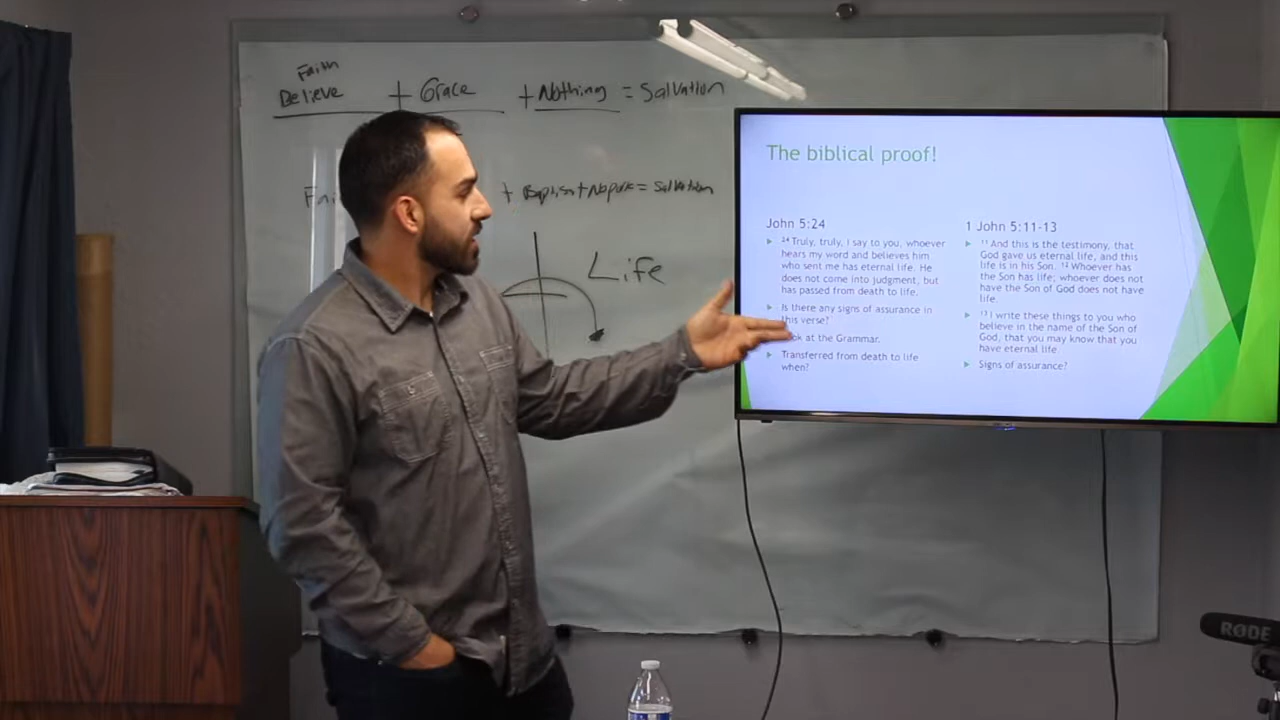 Faith
Believe + Grace + Nothing = Salvation
+ Baptism + No pork = Salvation
Life
The biblical proof!
John 5:24
24 Truly, truly, I say to you, whoever
hears my word and believes him
who sent me has eternal life. He
does not come into judgment, but
has passed from death to life.
Is there any signs of assurance in
this verse?
at the Grammar.
Transferred from death to life
when?
1 John 5:11-13
11 And this is the testimony, that
God gave us eternal life, and this
life is in his Son. 12 Whoever has
the Son has life; whoever does not
have the Son of God does not have
life.
13 I write these things to you who
believe in the name of the Son of
God, that you may know that you
have eternal life
Signs of assurance?
RØDE